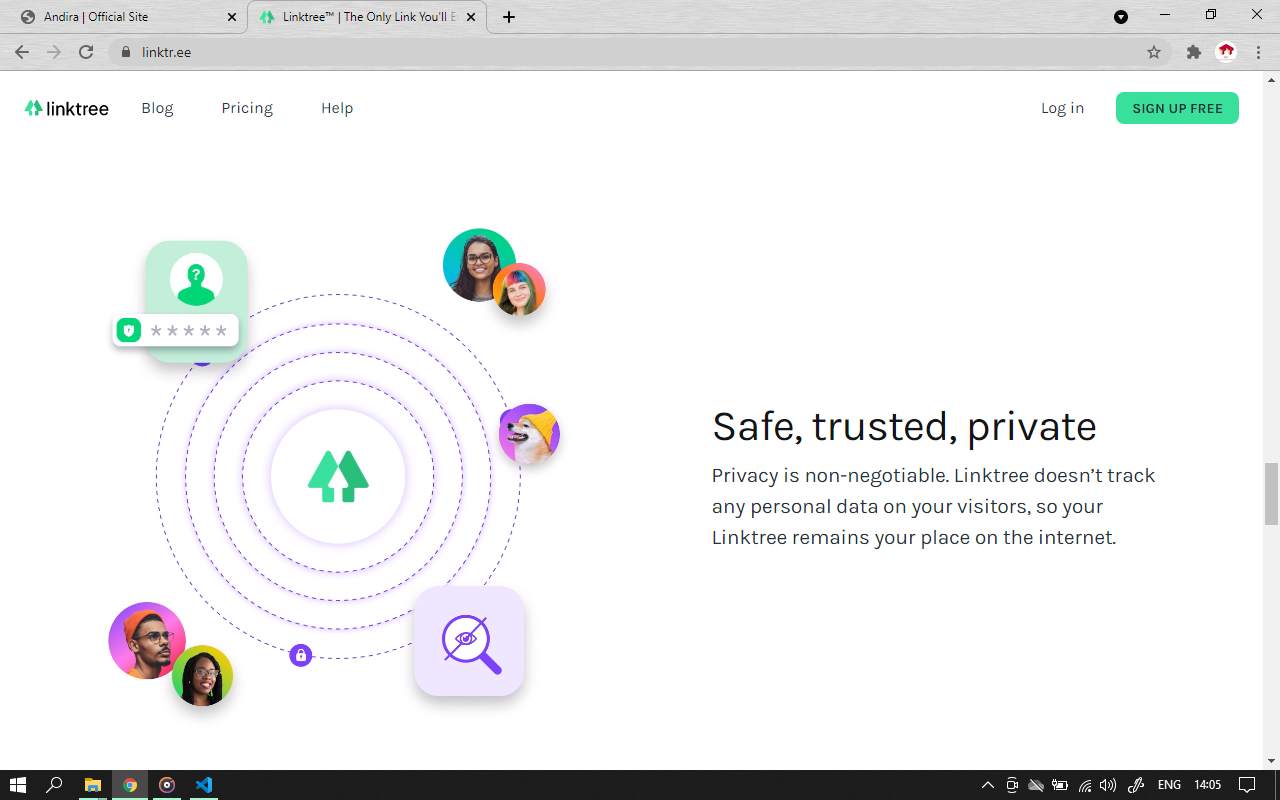 Andira | Official Site
Linktree™ | The Only Link You'll E
linktr.ee
linktree
Blog
Pricing
Help
Log in
SIGN UP FREE
?
*****
Safe, trusted, private
Privacy is non-negotiable. Linktree doesn’t track
any personal data on your visitors, so your
Linktree remains your place on the internet.
ENG
14:05